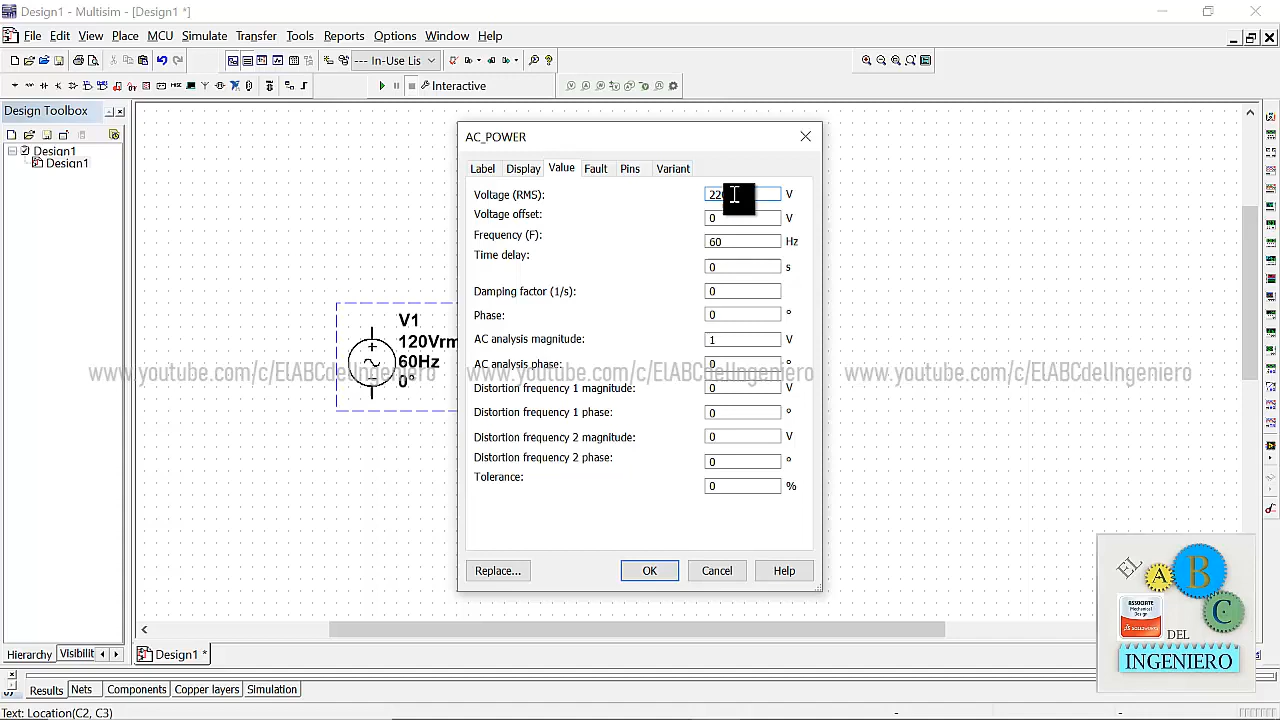 Design1 - Multisim - [Design1 *]
File Edit View Place MCU Simulate Transfer Tools Reports Options Window Help
--- In-Use Lis
Interactive
Design Toolbox
Design1
Design1
AC_POWER
Label Display Value Fault Pins Variant
Voltage (RMS): V
Voltage offset: 0 V
Frequency (F): 60 Hz
Time delay: 0 s
Damping factor (1/s): 0
Phase: 0 °
AC analysis magnitude: 1 V
AC analysis phase: 0 °
Distortion frequency 1 magnitude: 0 V
Distortion frequency 1 phase: 0 °
Distortion frequency 2 magnitude: 0 V
Distortion frequency 2 phase: 0 °
Tolerance: 0 %
Replace... OK Cancel Help
V1
120Vrm
60Hz
0°
www.youtube.com/c/ElABCdelIngeniero www.youtube.com/c/ElABCdelIngeniero www.youtube.com/c/ElABCdelIngeniero
El
A B C
ASSOCIATE
Mechanical
Design
SOLIDWORKS
DEL
INGENIERO
Hierarchy Visibilit
Design1 *
Results Nets Components Copper layers Simulation
Text: Location(C2, C3) - -